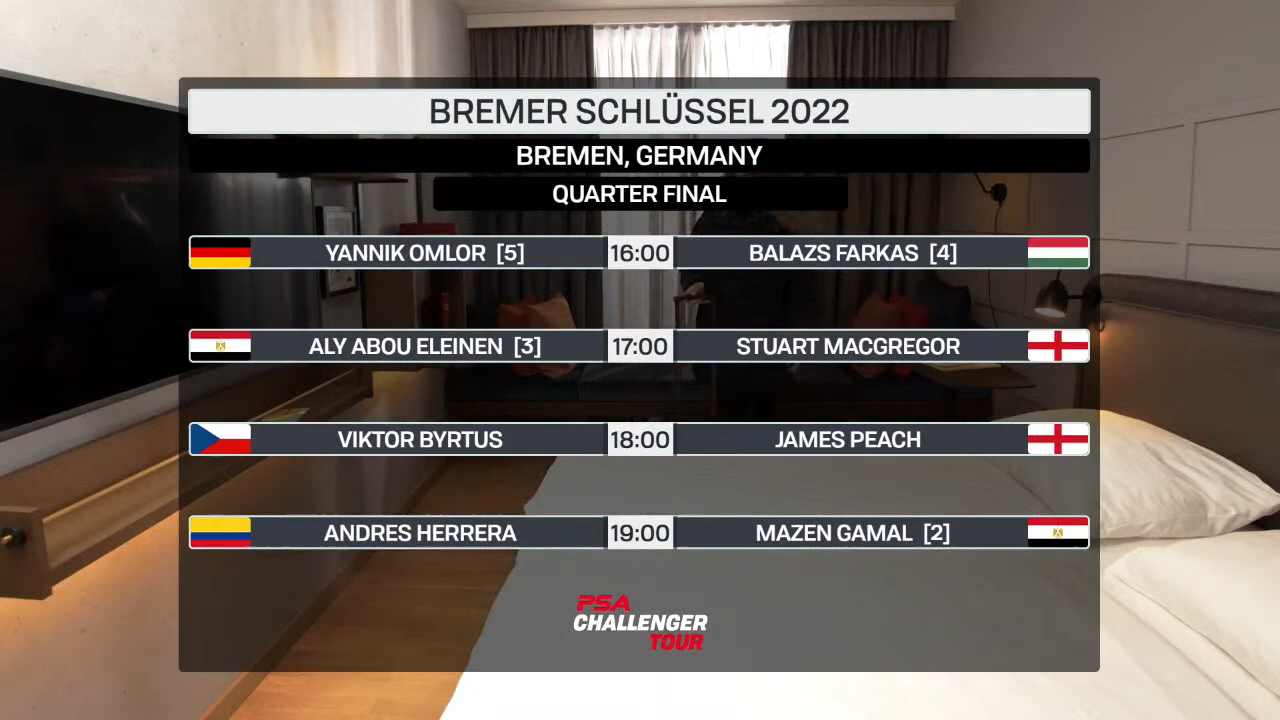 BREMER SCHLÜSSEL 2022
BREMEN, GERMANY
QUARTER FINAL
YANNIK OMLOR [5] 16:00 BALAZS FARKAS [4]
ALY ABOU ELEINEN [3] 17:00 STUART MACGREGOR
VIKTOR BYRTUS 18:00 JAMES PEACH
ANDRES HERRERA 19:00 MAZEN GAMAL [2]
PSA
CHALLENGER
TOUR